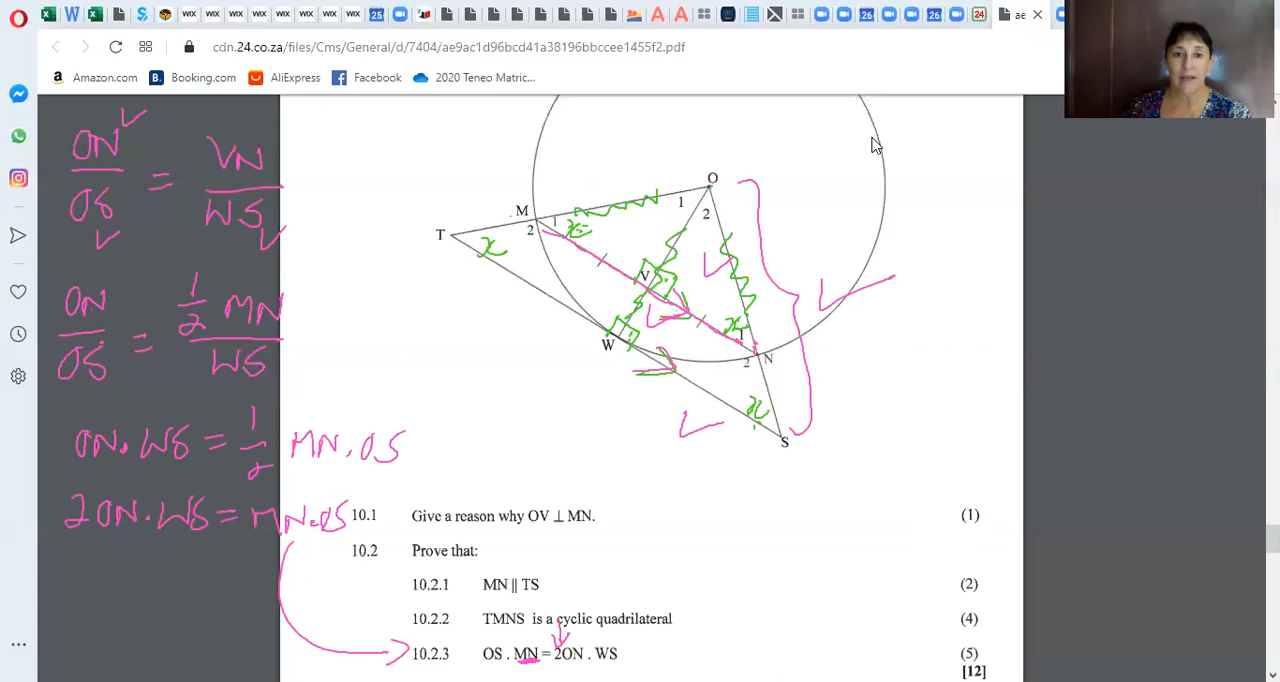 cdn.24.co.za/files/Cms/General/d/7404/ae9ac1d96bcd41a38196bbccee1455f2.pdf
Amazon.com
Booking.com
AliExpress
Facebook
2020 Teneo Matric...
ON/OS = VN/WS
ON/OS = 1/2 MN/WS
ON.WS = 1/2 MN.OS
2ON.WS = MN.OS
O
1
2
M
1
2
T
x
x
V
x
1
W
N
2
x
S
10.1 Give a reason why OV ⊥ MN. (1)
10.2 Prove that:
10.2.1 MN || TS (2)
10.2.2 TMNS is a cyclic quadrilateral (4)
10.2.3 OS . MN = 2ON . WS (5)
[12]